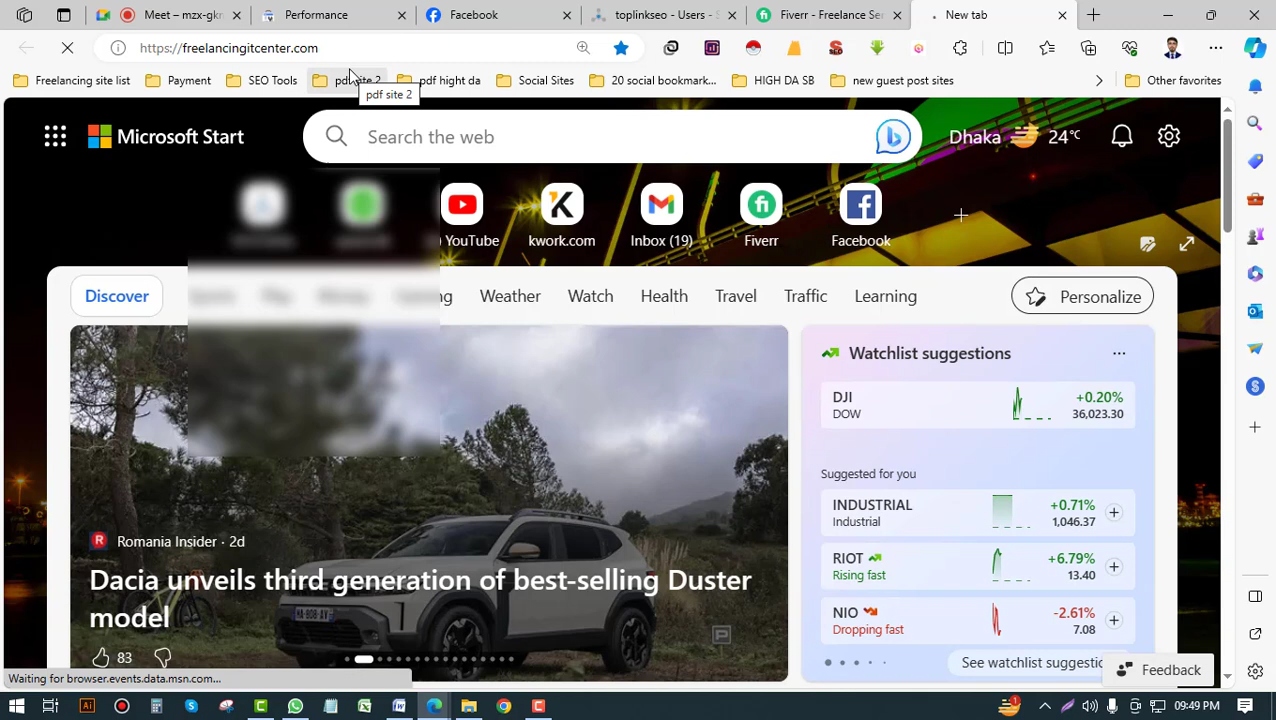 Meet - mzx-gkr
Performance
Facebook
toplinkseo - Users - S
Fiverr - Freelance Ser
New tab
https://freelancingitcenter.com
Freelancing site list
Payment
SEO Tools
pdf site 2
pdf hight da
Social Sites
20 social bookmark...
HIGH DA SB
new guest post sites
Other favorites
pdf site 2
Microsoft Start
Search the web
Dhaka
24°C
YouTube
kwork.com
Inbox (19)
Fiverr
Facebook
Discover
Weather
Watch
Health
Travel
Traffic
Learning
Personalize
Watchlist suggestions
DJI
+0.20%
DOW
36,023.30
Suggested for you
INDUSTRIAL
+0.71%
Industrial
1,046.37
RIOT
+6.79%
Rising fast
13.40
NIO
-2.61%
Dropping fast
7.08
See watchlist suggestic
Feedback
Romania Insider · 2d
Dacia unveils third generation of best-selling Duster
model
83
Waiting for browser.events.data.msn.com...
09:49 PM